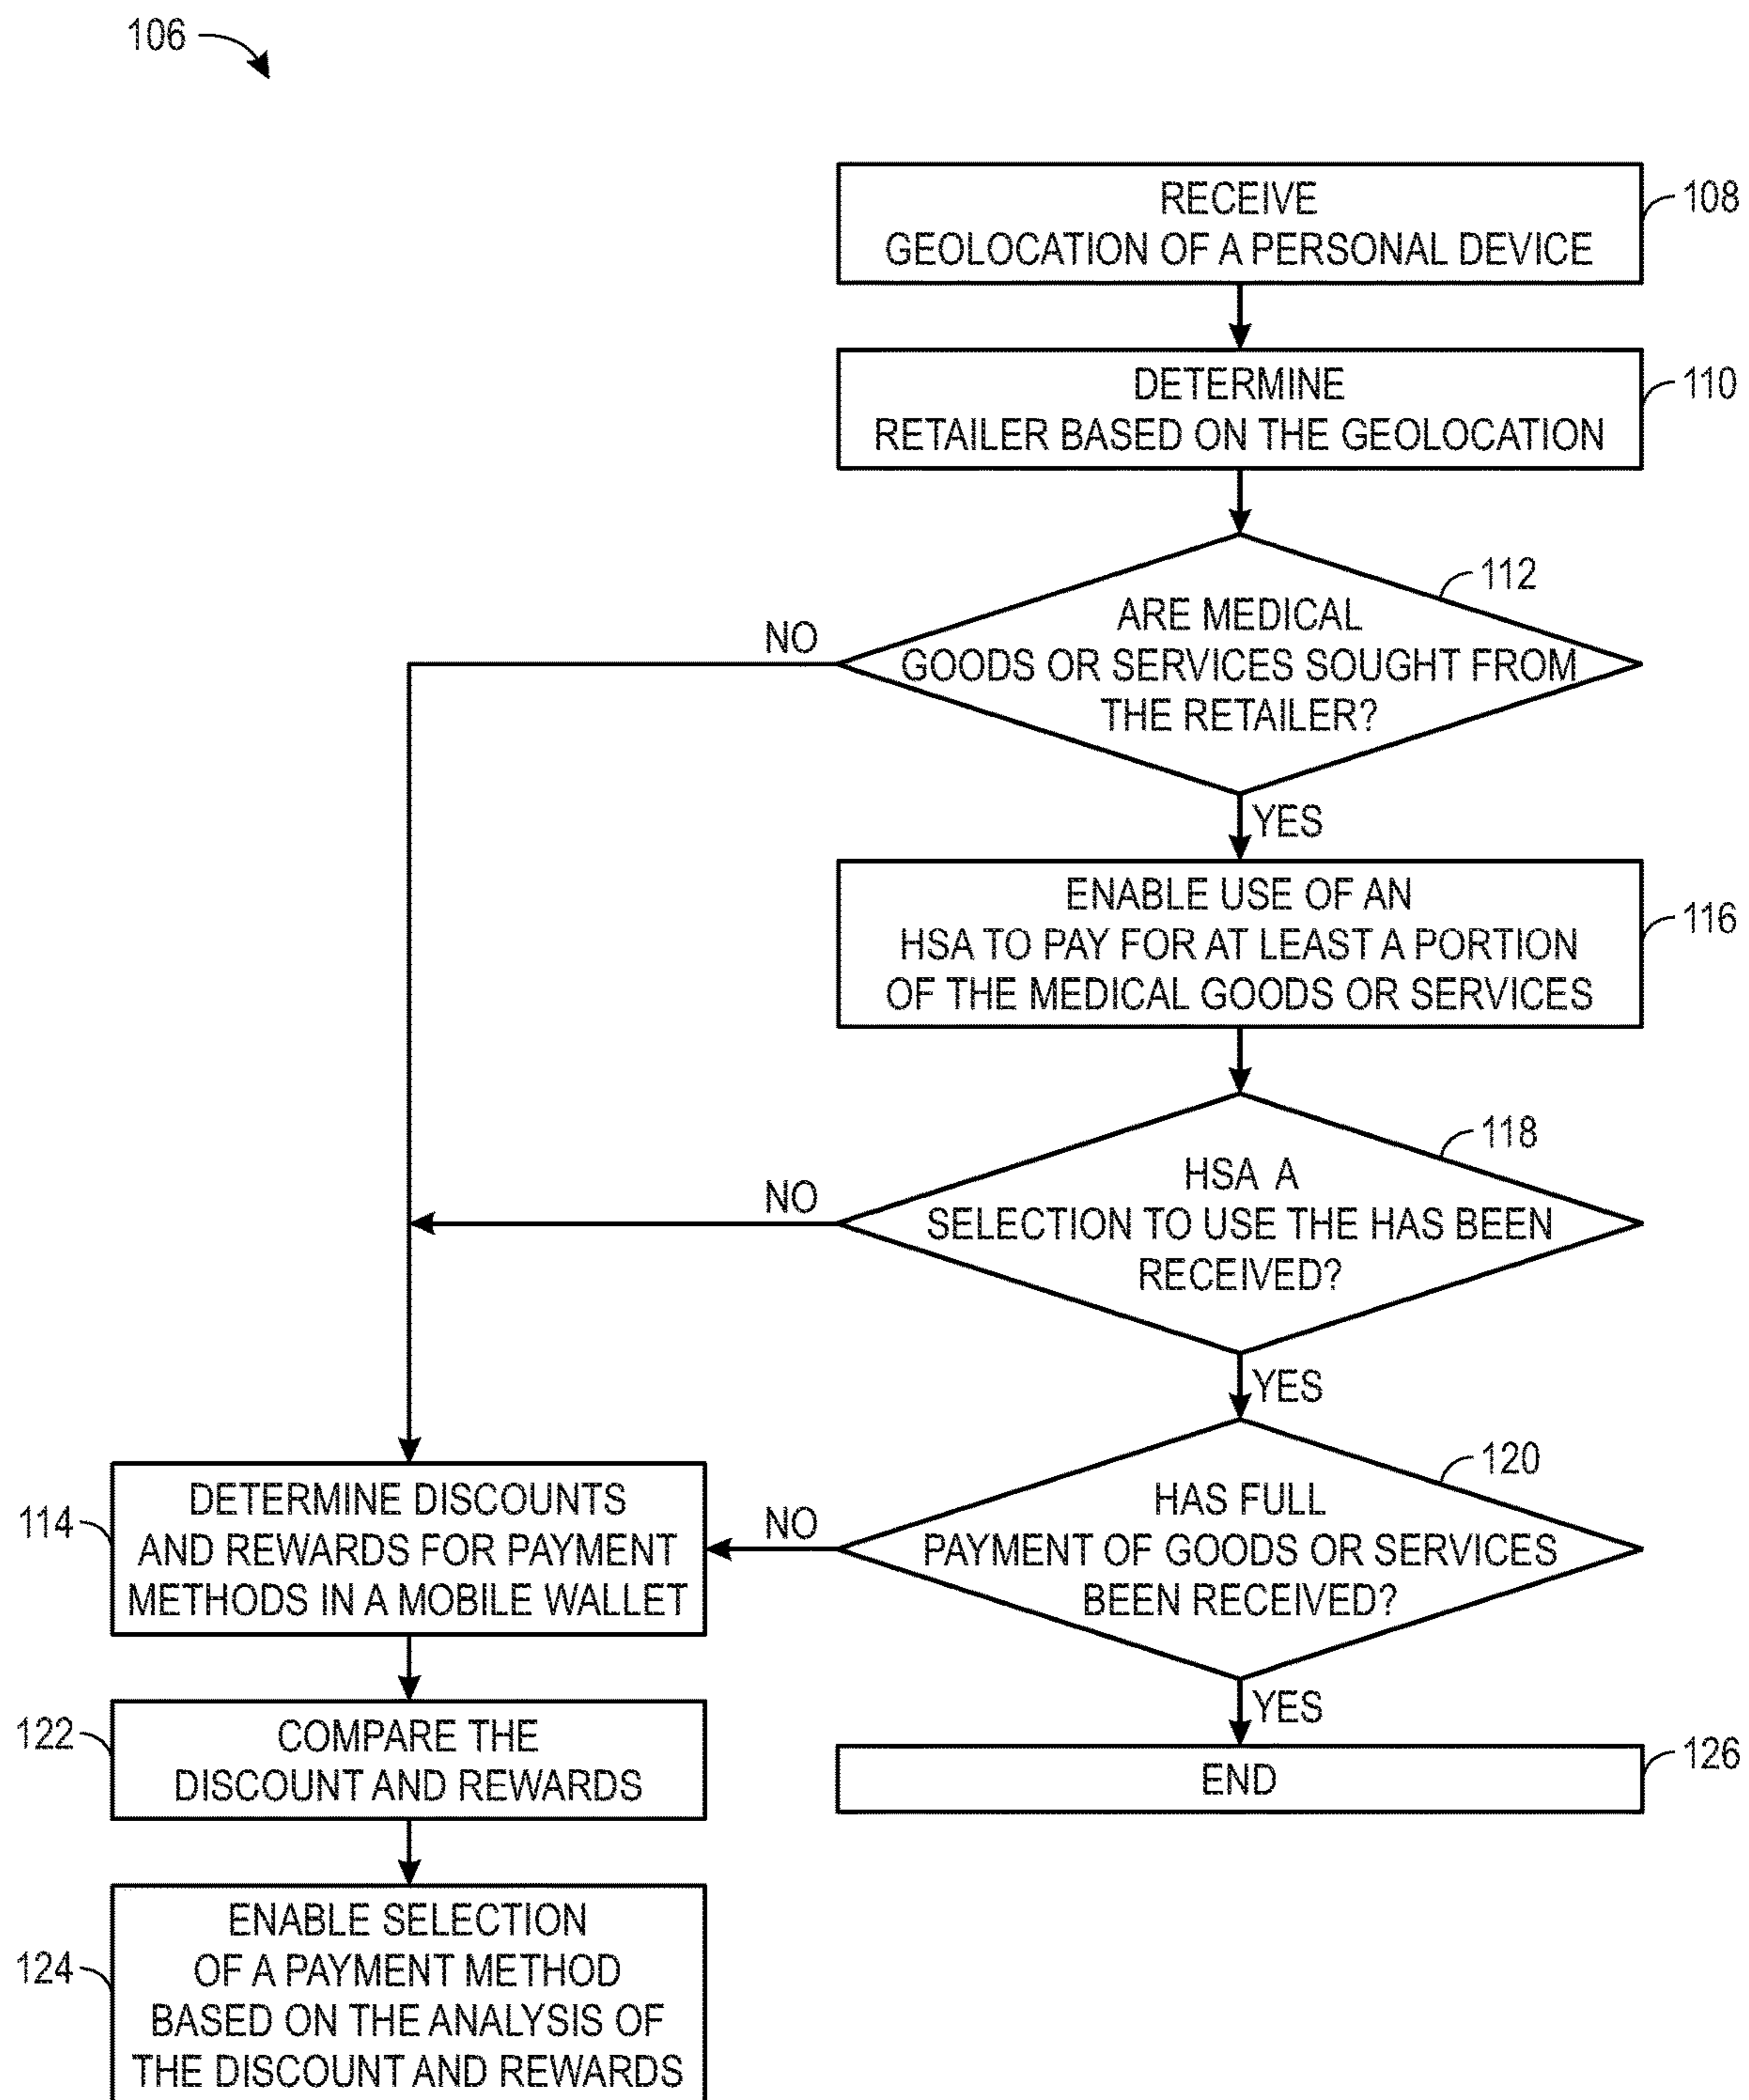 106
RECEIVE
GEOLOCATION OF A PERSONAL DEVICE
108
DETERMINE
RETAILER BASED ON THE GEOLOCATION
110
112
ARE MEDICAL
GOODS OR SERVICES SOUGHT FROM
THE RETAILER?
NO
YES
ENABLE USE OF AN
HSA TO PAY FOR AT LEAST A PORTION
OF THE MEDICAL GOODS OR SERVICES
116
118
HSA A
SELECTION TO USE THE HAS BEEN
RECEIVED?
NO
YES
120
HAS FULL
PAYMENT OF GOODS OR SERVICES
BEEN RECEIVED?
NO
YES
END
126
114
DETERMINE DISCOUNTS
AND REWARDS FOR PAYMENT
METHODS IN A MOBILE WALLET
122
COMPARE THE
DISCOUNT AND REWARDS
124
ENABLE SELECTION
OF A PAYMENT METHOD
BASED ON THE ANALYSIS OF
THE DISCOUNT AND REWARDS